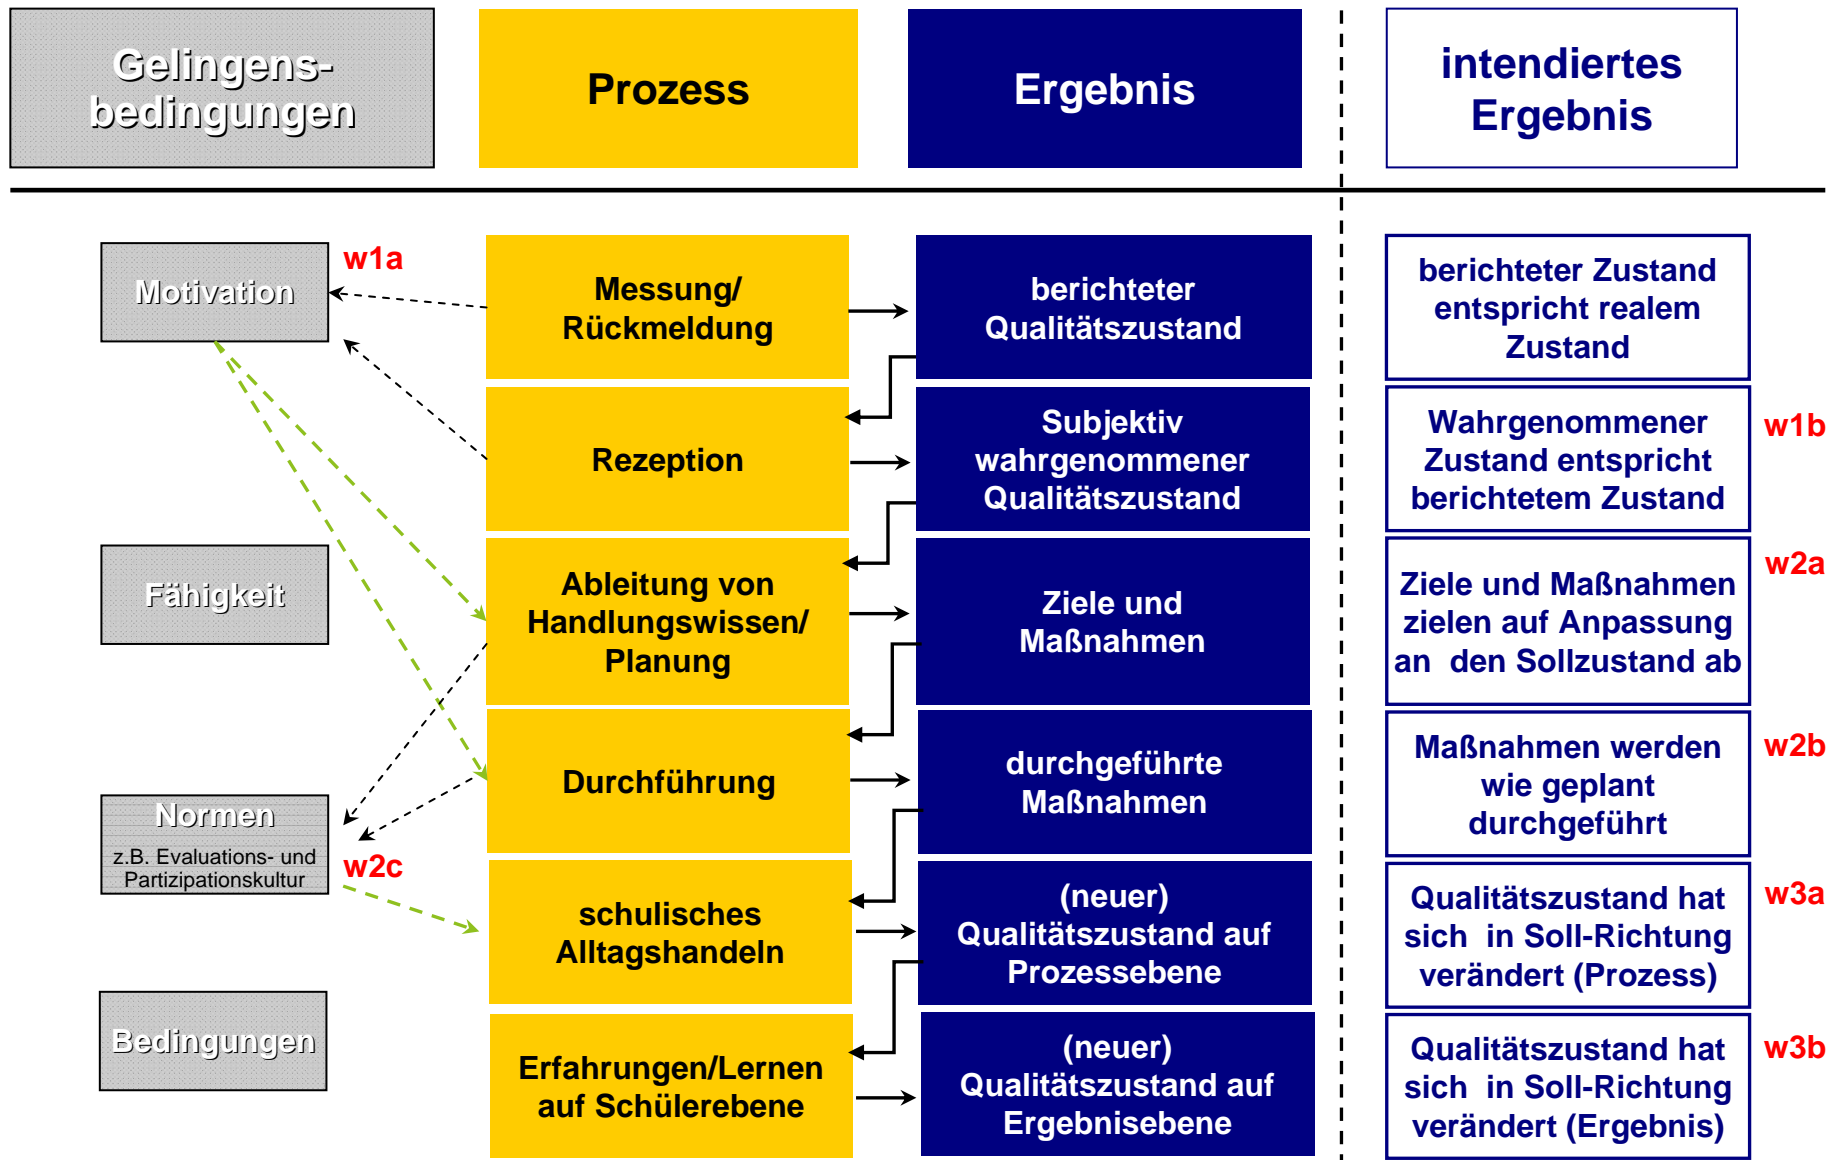 Gelingens-
bedingungen
Prozess
Ergebnis
intendiertes
Ergebnis
Motivation
w1a
Messung/
Rückmeldung
berichteter
Qualitätszustand
berichteter Zustand
entspricht realem
Zustand
Rezeption
Subjektiv
wahrgenommener
Qualitätszustand
Wahrgenommener
Zustand entspricht
berichtetem Zustand
w1b
Fähigkeit
Ableitung von
Handlungswissen/
Planung
Ziele und
Maßnahmen
Ziele und Maßnahmen
zielen auf Anpassung
an  den Sollzustand ab
w2a
Durchführung
durchgeführte
Maßnahmen
Maßnahmen werden
wie geplant
durchgeführt
w2b
Normen
z.B. Evaluations- und
Partizipationskultur
w2c
schulisches
Alltagshandeln
(neuer)
Qualitätszustand auf
Prozessebene
Qualitätszustand hat
sich  in Soll-Richtung
verändert (Prozess)
w3a
Bedingungen
Erfahrungen/Lernen
auf Schülerebene
(neuer)
Qualitätszustand auf
Ergebnisebene
Qualitätszustand hat
sich  in Soll-Richtung
verändert (Ergebnis)
w3b